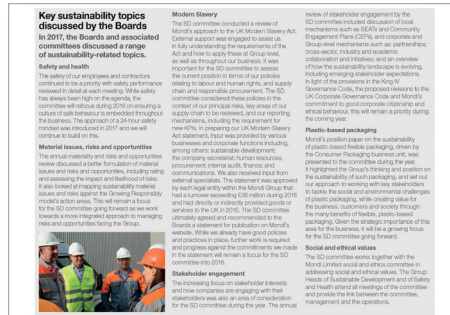 Key sustainability topics
discussed by the Boards
In 2017, the Boards and associated
committees discussed a range
of sustainability-related topics.
Safety and health
The safety of our employees and contractors
continued to be a priority with safety performance
reviewed in detail at each meeting. While safety
has always been high on the agenda, the
committee will refocus during 2018 on ensuring a
culture of safe behaviour is embedded throughout
the business. The approach of a 24-hour safety
mindset was introduced in 2017 and we will
continue to build on this.
Material issues, risks and opportunities
The annual materiality and risks and opportunities
review discussed a better formulation of material
issues and risks and opportunities, including rating
and assessing the impact and likelihood of risks.
It also looked at mapping sustainability material
issues and risks against the Growing Responsibly
model's action areas. This will remain a focus
for the SD committee going forward as we work
towards a more integrated approach to managing
risks and opportunities facing the Group.
Modern Slavery
The SD committee conducted a review of
Mondi's approach to the UK Modern Slavery Act.
External support was engaged to assist us
in fully understanding the requirements of the
Act and how to apply these at Group level,
as well as throughout our business. It was
important for the SD committee to assess
the current position in terms of our policies
relating to labour and human rights, and supply
chain and responsible procurement. The SD
committee considered these policies in the
context of our principal risks, key areas of our
supply chain to be reviewed, and our reporting
mechanisms, including the requirement for
new KPIs. In preparing our UK Modern Slavery
Act statement, input was provided by various
businesses and corporate functions including,
among others: sustainable development;
the company secretariat; human resources;
procurement; internal audit; finance; and
communications. We also received input from
external specialists. The statement was approved
by each legal entity within the Mondi Group that
had a turnover exceeding £36 million during 2016
and had directly or indirectly provided goods or
services to the UK in 2016. The SD committee
ultimately agreed and recommended to the
Boards a statement for publication on Mondi's
website. While we already have good policies
and practices in place, further work is required
and progress against the commitments we made
in the statement will remain a focus for the SD
committee into 2018.
Stakeholder engagement
The increasing focus on stakeholder interests
and how companies are engaging with their
stakeholders was also an area of consideration
for the SD committee during the year. The annual
review of stakeholder engagement by the
SD committee included discussion of local
mechanisms such as SEATs and Community
Engagement Plans (CEPs), and corporate and
Group-level mechanisms such as: partnerships;
cross-sector, industry and academic
collaboration and initiatives; and an overview
of how the sustainability landscape is evolving,
including emerging stakeholder expectations.
In light of the provisions in the King IV
Governance Code, the proposed revisions to the
UK Corporate Governance Code and Mondi's
commitment to good corporate citizenship and
ethical behaviour, this will remain a priority during
the coming year.
Plastic-based packaging
Mondi's position paper on the sustainability
of plastic-based flexible packaging, driven by
the Consumer Packaging business unit, was
presented to the committee during the year.
It highlighted the Group's thinking and position on
the sustainability of such packaging, and set out
our approach to working with key stakeholders
to tackle the social and environmental challenges
of plastic packaging, while creating value for
the business, customers and society through
the many benefits of flexible, plastic-based
packaging. Given the strategic importance of this
area for the business, it will be a growing focus
for the SD committee going forward.
Social and ethical values
The SD committee works together with the
Mondi Limited social and ethics committee in
addressing social and ethical values. The Group
Heads of Sustainable Development and of Safety
and Health attend all meetings of the committee
and provide the link between the committee,
management and the operations.